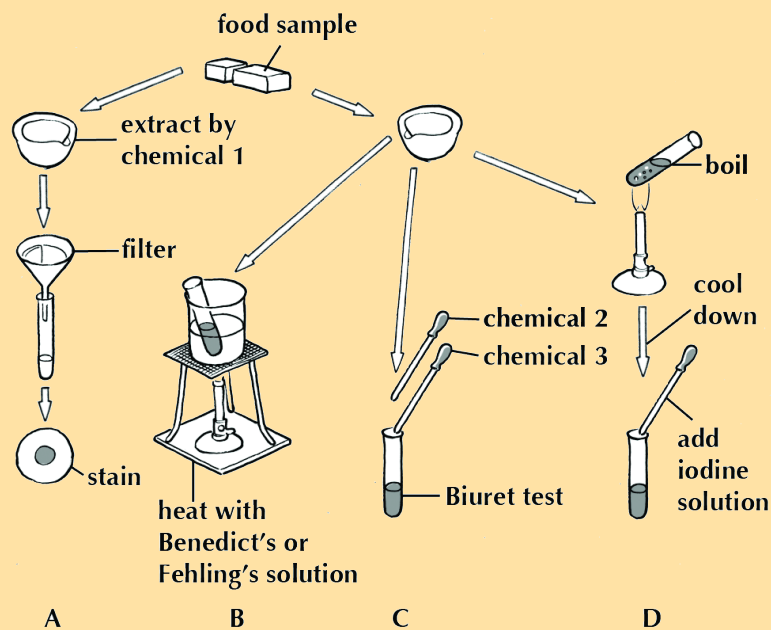 food sample
extract by
chemical 1
boil
filter
cool
down
chemical 2
chemical 3
add
iodine
solution
stain
Biuret test
heat with
Benedict's or
Fehling's solution
A
B
C
D